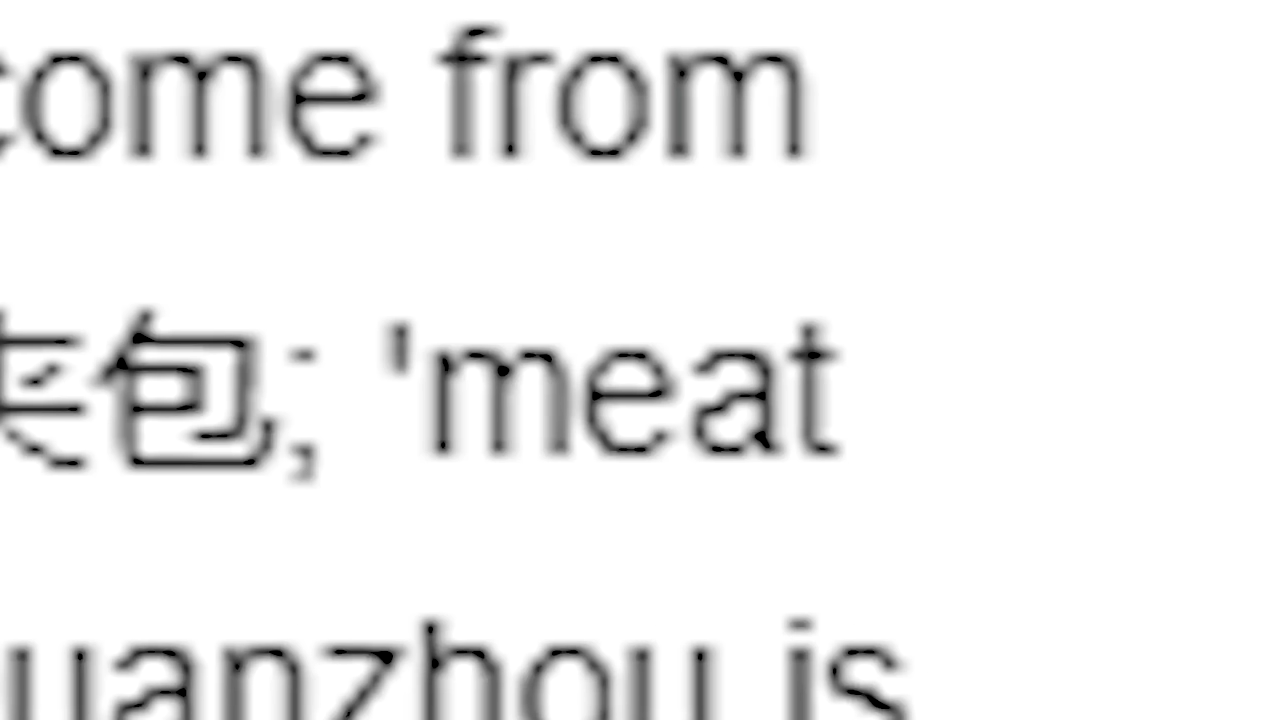 come from
包; 'meat
uanzhou is